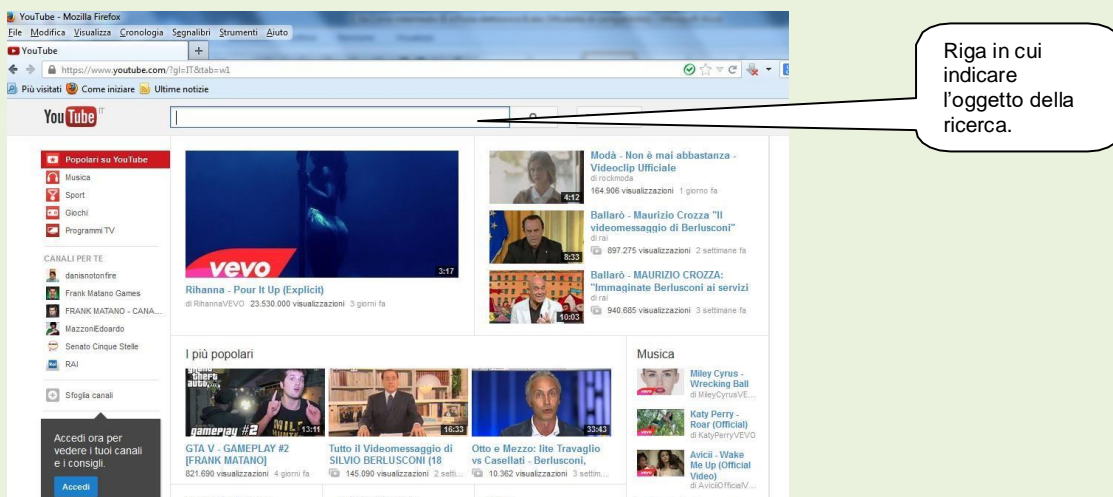 YouTube - Mozilla Firefox
File Modifica Visualizza Cronologia Segnalibri Strumenti Aiuto
YouTube +
https://www.youtube.com/?gl=IT&tab=w1
Più visitati Come iniziare Ultime notizie
YouTube IT
Riga in cui
indicare
l'oggetto della
ricerca.
Popolari su YouTube
Musica
Sport
Giochi
Programmi TV
CANALI PER TE
danisnotonfire
Frank Matano Games
FRANK MATANO - CANA...
MazzoniEdoardo
Senato Cinque Stelle
RAI
Sfoglia canali
Accedi ora per
vedere i tuoi canali
e i consigli.
Accedi
vevo
3:17
Rihanna - Pour It Up (Explicit)
di RihannaVEVO 23.530.000 visualizzazioni 3 giorni fa
4:12
Modà - Non è mai abbastanza -
Videoclip Ufficiale
di rockmoda
164.906 visualizzazioni 1 giorno fa
8:33
Ballarò - Maurizio Crozza "Il
videomessaggio di Berlusconi"
di rai
897.275 visualizzazioni 2 settimane fa
10:03
Ballarò - MAURIZIO CROZZA:
"Immaginate Berlusconi ai servizi
di rai
940.685 visualizzazioni 3 settimane fa
I più popolari
grand
theft
auto
gameplay #2
13:11
GTA V - GAMEPLAY #2
[FRANK MATANO]
821.690 visualizzazioni 4 giorni fa
16:33
Tutto il Videomessaggio di
SILVIO BERLUSCONI (18
145.090 visualizzazioni 2 setti...
33:43
Otto e Mezzo: lite Travaglio
vs Casellati - Berlusconi,
10.362 visualizzazioni 3 settim...
Musica
Miley Cyrus -
Wrecking Ball
di MileyCyrusVE...
Katy Perry -
Roar (Official)
di KatyPerryVEVO
Avicii - Wake
Me Up (Official
Video)
di AviciiOfficialV...